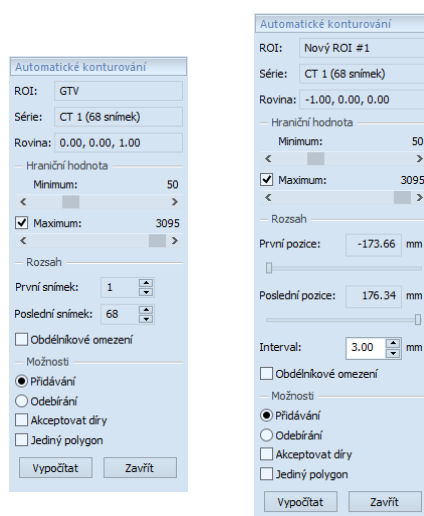 Automatické konturování
ROI: GTV
Série: CT 1 (68 snímek)
Rovina: 0.00, 0.00, 1.00
Hraniční hodnota
Minimum: 50
Maximum: 3095
Rozsah
První snímek: 1
Poslední snímek: 68
Obdélníkové omezení
Možnosti
Přidávání
Odebírání
Akceptovat díry
Jediný polygon
Vypočítat Zavřít
Automatické konturování
ROI: Nový ROI #1
Série: CT 1 (68 snímek)
Rovina: -1.00, 0.00, 0.00
Hraniční hodnota
Minimum: 50
Maximum: 3095
Rozsah
První pozice: -173.66 mm
Poslední pozice: 176.34 mm
Interval: 3.00 mm
Obdélníkové omezení
Možnosti
Přidávání
Odebírání
Akceptovat díry
Jediný polygon
Vypočítat Zavřít